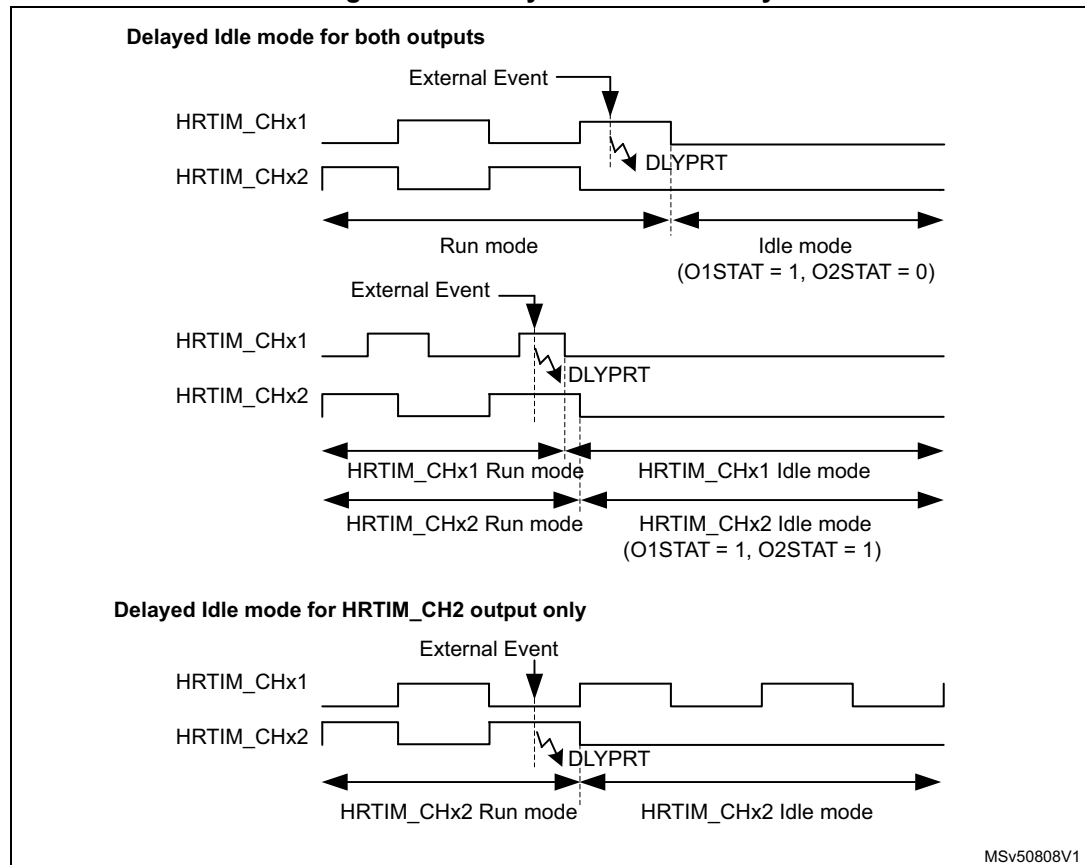 Delayed Idle mode for both outputs
External Event
HRTIM_CHx1
DLYPRT
HRTIM_CHx2
Run mode
Idle mode
(O1STAT = 1, O2STAT = 0)
External Event
HRTIM_CHx1
DLYPRT
HRTIM_CHx2
HRTIM_CHx1 Run mode
HRTIM_CHx1 Idle mode
HRTIM_CHx2 Run mode
HRTIM_CHx2 Idle mode
(O1STAT = 1, O2STAT = 1)
Delayed Idle mode for HRTIM_CH2 output only
External Event
HRTIM_CHx1
HRTIM_CHx2
DLYPRT
HRTIM_CHx2 Run mode
HRTIM_CHx2 Idle mode
MSv50808V1